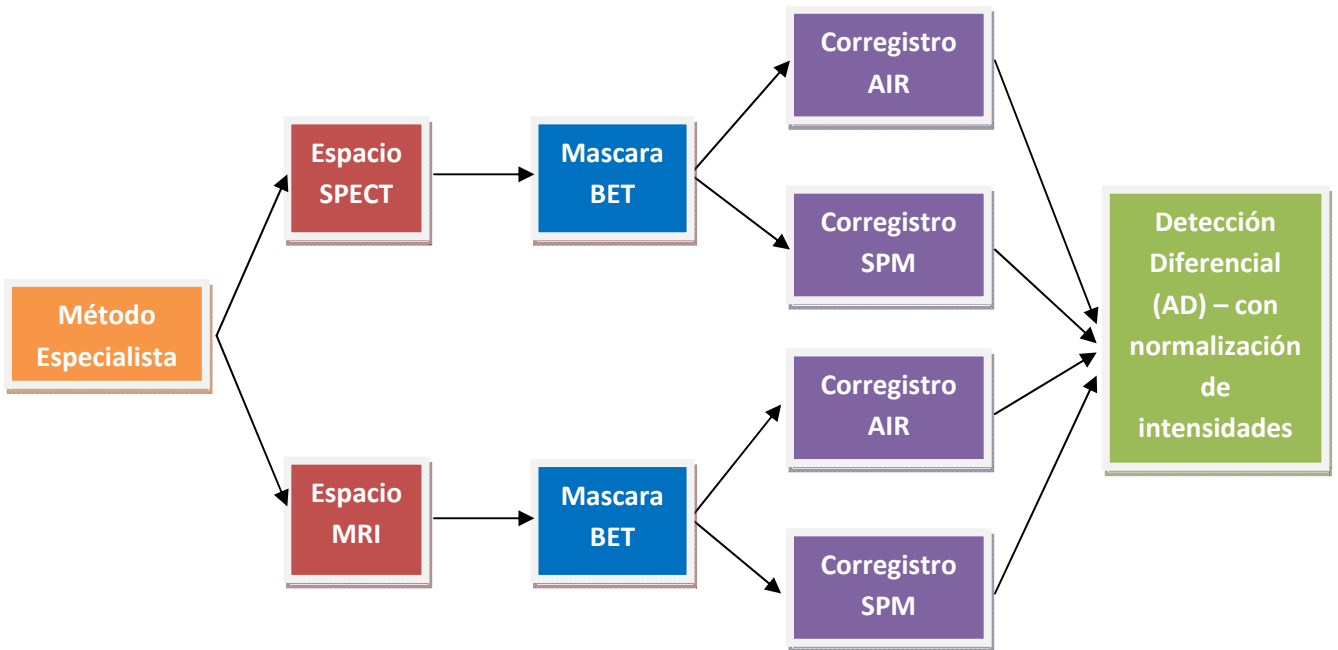 Método
Especialista
Espacio
SPECT
Mascara
BET
Corregistro
AIR
Corregistro
SPM
Espacio
MRI
Mascara
BET
Corregistro
AIR
Corregistro
SPM
Detección
Diferencial
(AD) – con
normalización
de
intensidades